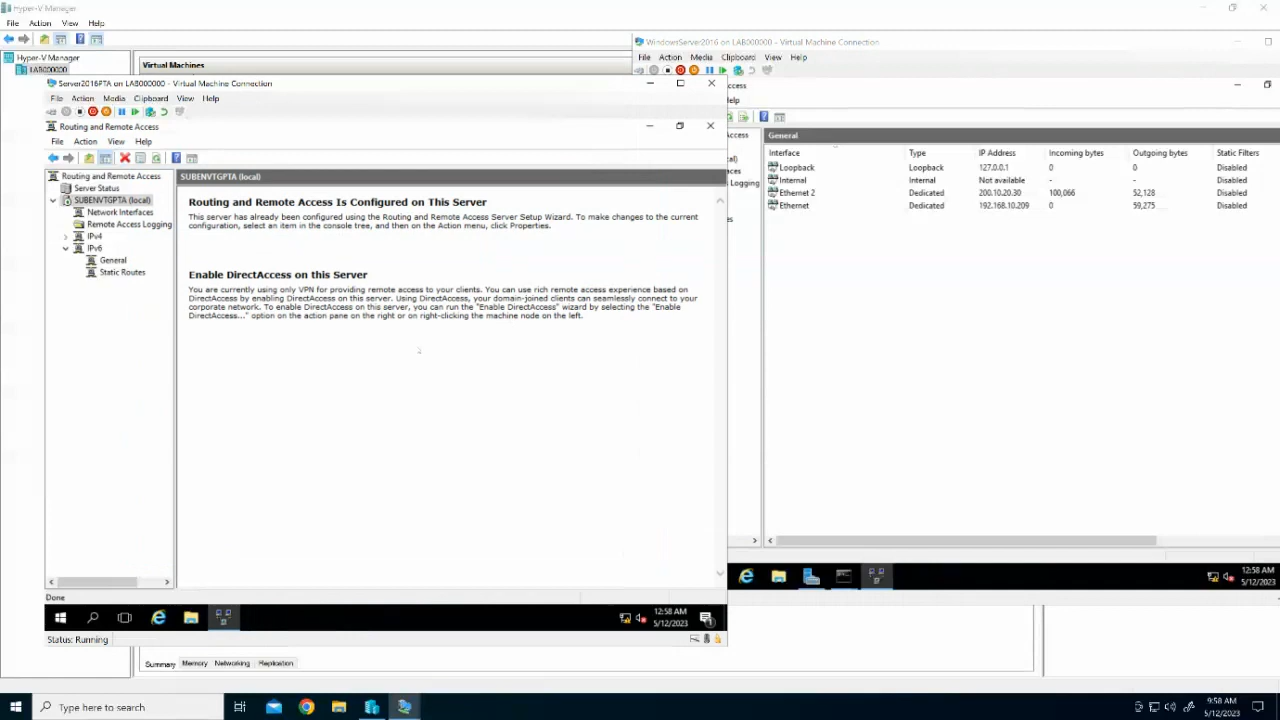 Hyper-V Manager
File Action View Help
Hyper-V Manager
LAB000000
Virtual Machines
WindowsServer2016 on LAB000000 - Virtual Machine Connection
File Action Media Clipboard View Help
Server2016PTA on LAB000000 - Virtual Machine Connection
File Action Media Clipboard View Help
Routing and Remote Access
File Action View Help
Routing and Remote Access
Server Status
SUBENVTGPTA (local)
Network Interfaces
Remote Access Logging
IPv4
IPv6
General
Static Routes
SUBENVTGPTA (local)
Routing and Remote Access Is Configured on This Server
This server has already been configured using the Routing and Remote Access Server Setup Wizard. To make changes to the current
configuration, select an item in the console tree, and then on the Action menu, click Properties.
Enable DirectAccess on this Server
You are currently using only VPN for providing remote access to your clients. You can use rich remote access experience based on
DirectAccess by enabling DirectAccess on this server. Using DirectAccess, your domain-joined clients can seamlessly connect to your
corporate network. To enable DirectAccess on this server, you can run the "Enable DirectAccess" wizard by selecting the "Enable
DirectAccess..." option on the action pane on the right or on right-clicking the machine node on the left.
Done
12:58 AM
5/12/2023
Status: Running
ccess
elp
ccess
al)
Logging
es
General
Interface Type IP Address Incoming bytes Outgoing bytes Static Filters
Loopback Loopback 127.0.0.1 0 0 Disabled
Internal Internal Not available - - Disabled
Ethernet 2 Dedicated 200.10.20.30 100,066 52,128 Disabled
Ethernet Dedicated 192.168.10.209 0 59,275 Disabled
12:58 AM
5/12/2023
Summary Memory Networking Replication
Type here to search
9:58 AM
5/12/2023